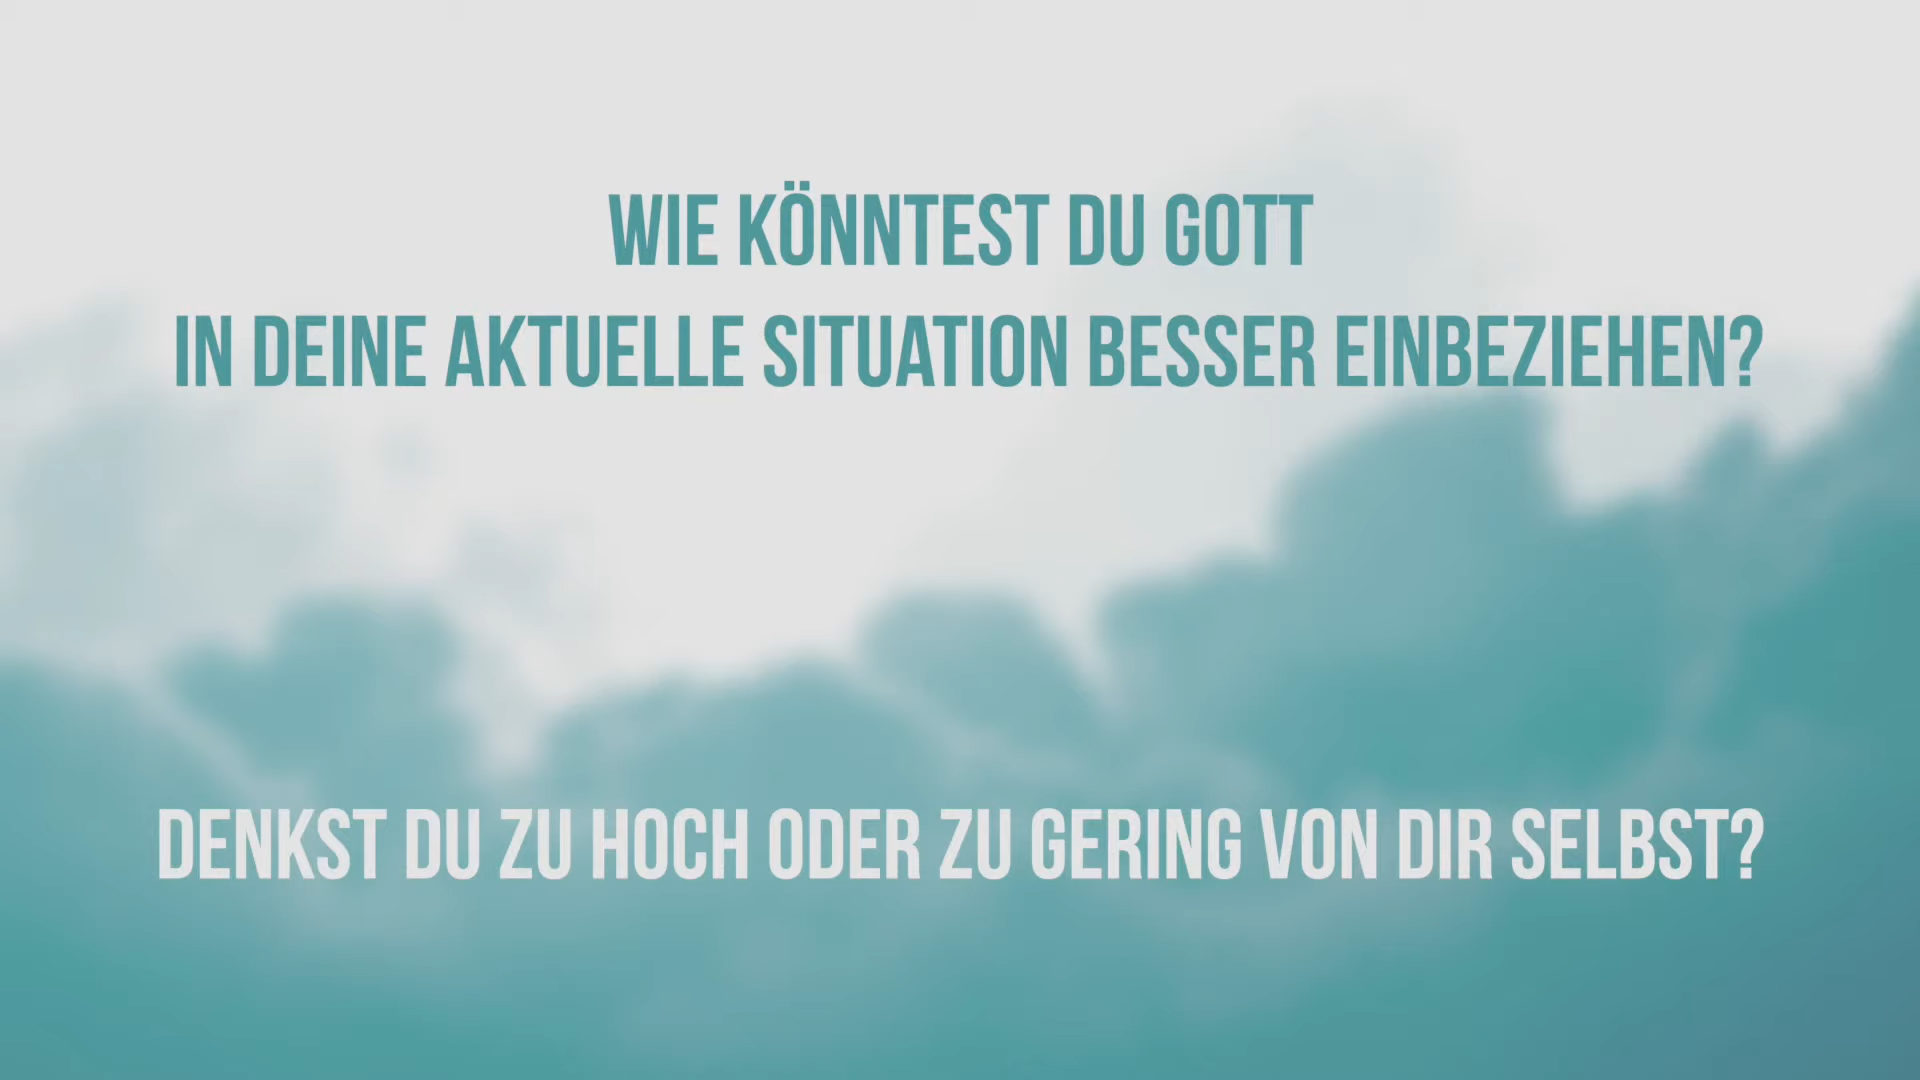 WIE KÖNNTEST DU GOTT
IN DEINE AKTUELLE SITUATION BESSER EINBEZIEHEN?
DENKST DU ZU HOCH ODER ZU GERING VON DIR SELBST?